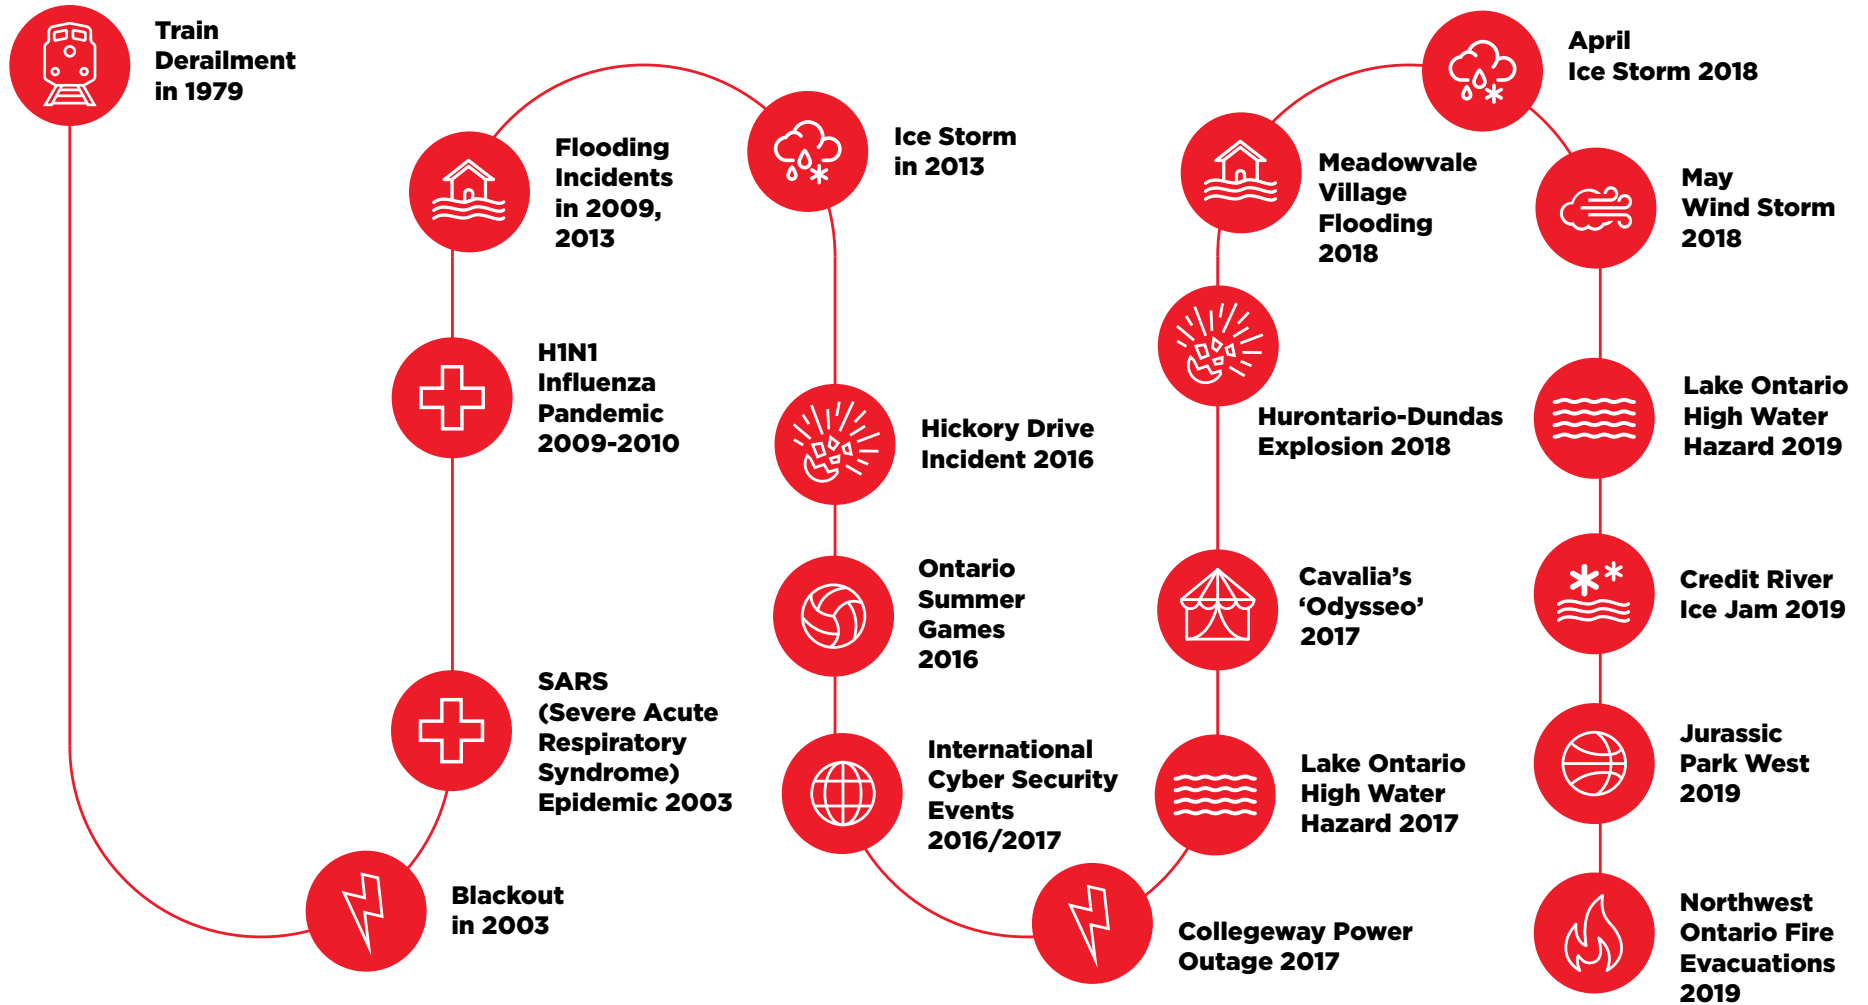 Train
Derailment
in 1979
Blackout
in 2003
SARS
(Severe Acute
Respiratory
Syndrome)
Epidemic 2003
H1N1
Influenza
Pandemic
2009-2010
Flooding
Incidents
in 2009,
2013
Ice Storm
in 2013
Hickory Drive
Incident 2016
Ontario
Summer
Games
2016
International
Cyber Security
Events
2016/2017
Collegeway Power
Outage 2017
Lake Ontario
High Water
Hazard 2017
Cavalia’s
‘Odysseo’
2017
Hurontario-Dundas
Explosion 2018
Meadowvale
Village
Flooding
2018
April
Ice Storm 2018
May
Wind Storm
2018
Lake Ontario
High Water
Hazard 2019
Credit River
Ice Jam 2019
Jurassic
Park West
2019
Northwest
Ontario Fire
Evacuations
2019